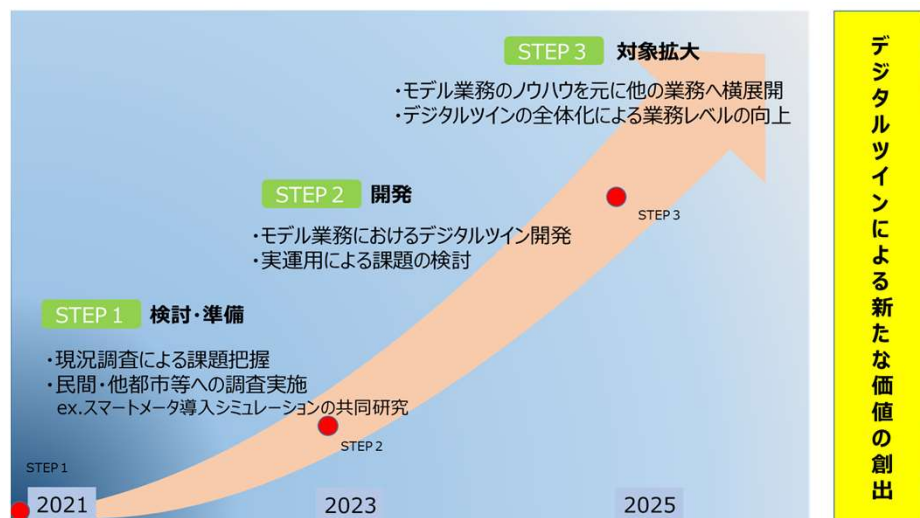 STEP 3 対象拡大
・モデル業務のノウハウを元に他の業務へ横展開
・デジタルツインの全体化による業務レベルの向上
STEP 2 開発
・モデル業務におけるデジタルツイン開発
・実運用による課題の検討
STEP 1 検討・準備
・現況調査による課題把握
・民間・他都市等への調査実施
ex.スマートメータ導入シミュレーションの共同研究
STEP 1
STEP 2
STEP 3
2021
2023
2025
デジタルツインによる新たな価値の創出